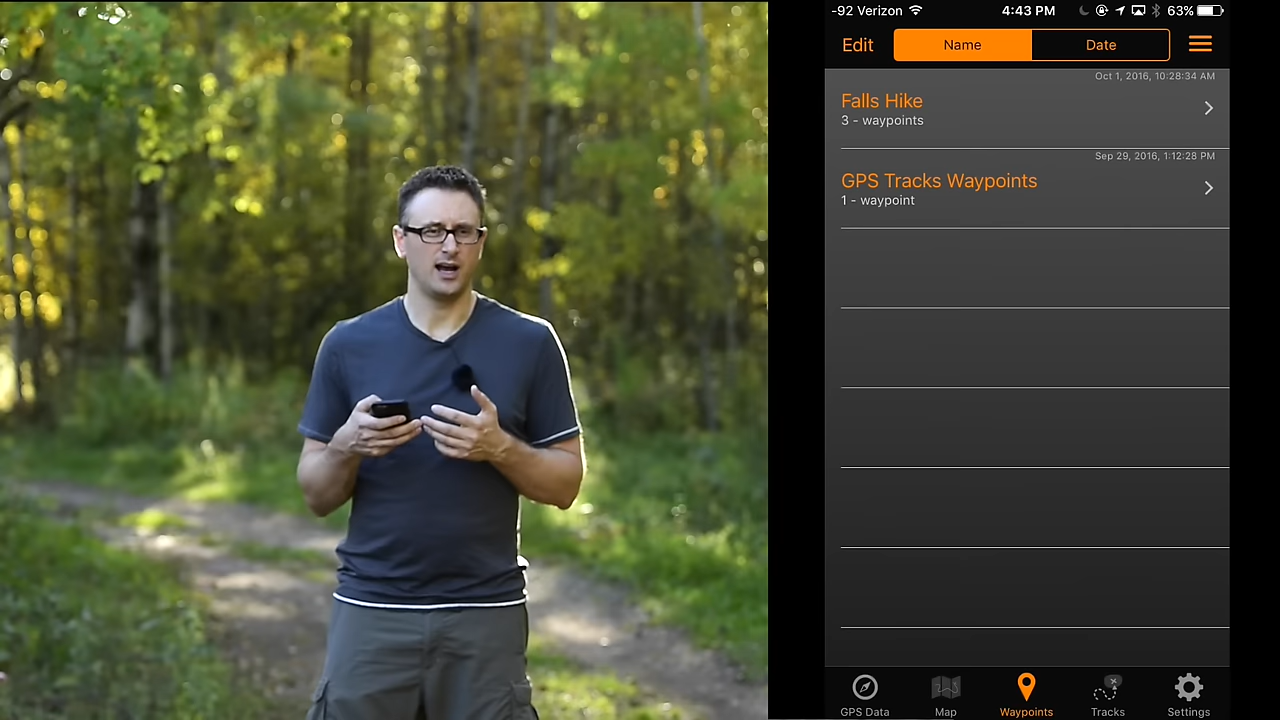 -92 Verizon 4:43 PM 63%
Edit Name Date
Oct 1, 2016, 10:28:34 AM
Falls Hike
3 - waypoints
Sep 29, 2016, 1:12:28 PM
GPS Tracks Waypoints
1 - waypoint
GPS Data Map Waypoints Tracks Settings